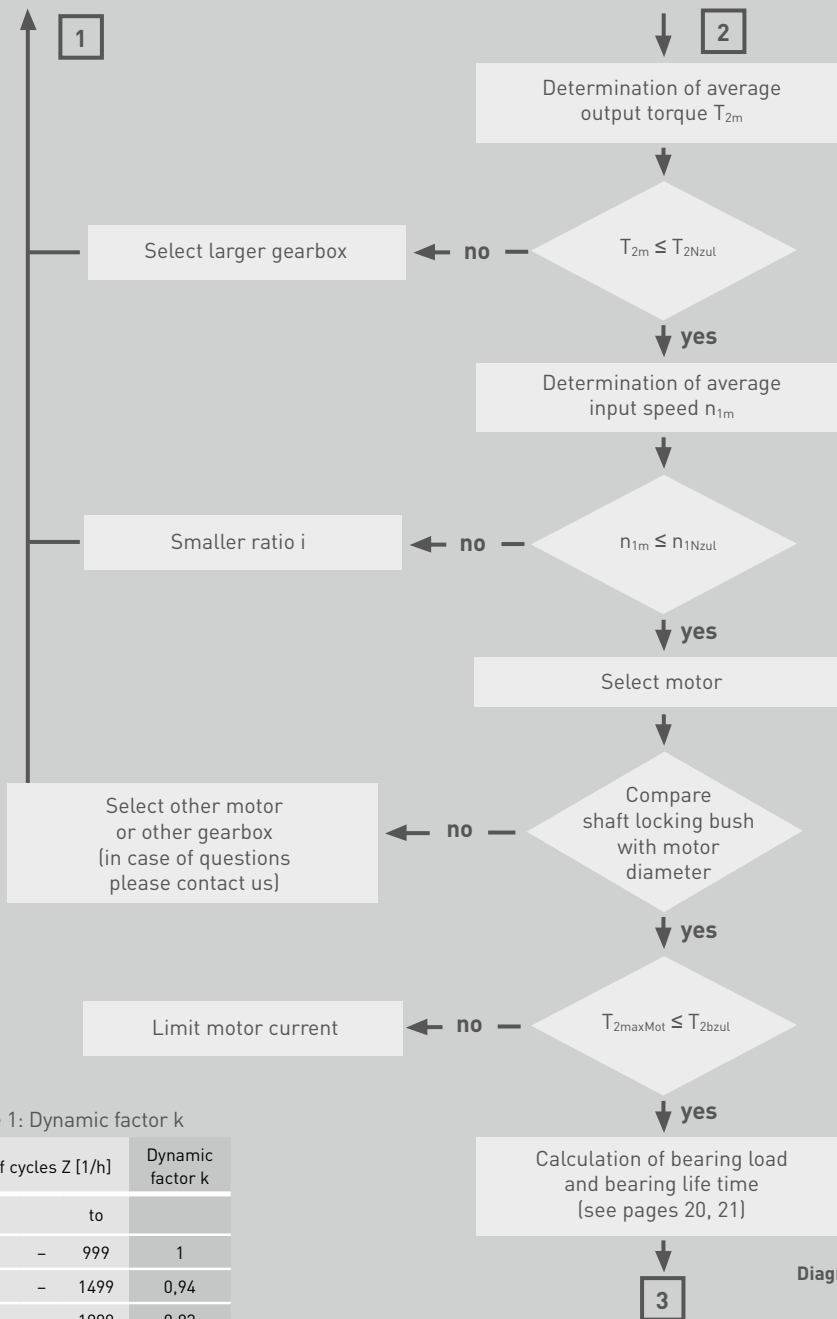 1
2
Determination of average
output torque T₂ₘ
T₂ₘ ≤ T₂Nzul
no
Select larger gearbox
yes
Determination of average
input speed n₁ₘ
n₁ₘ ≤ n₁Nzul
no
Smaller ratio i
yes
Select motor
Compare
shaft locking bush
with motor
diameter
no
Select other motor
or other gearbox
(in case of questions
please contact us)
yes
T₂maxMot ≤ T₂bzul
no
Limit motor current
yes
Calculation of bearing load
and bearing life time
(see pages 20, 21)
3
1: Dynamic factor k
cycles Z [1/h]
Dynamic
factor k
to
– 999 1
– 1499 0,94